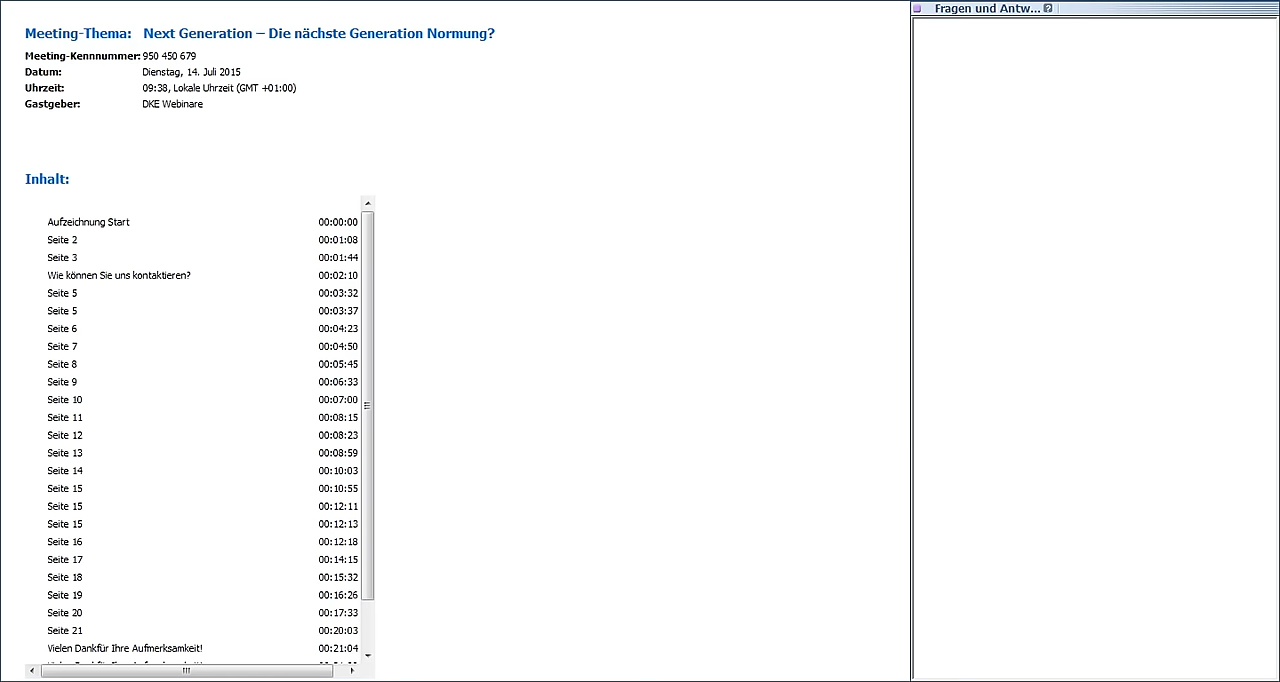 Fragen und Antw...
Meeting-Thema: Next Generation – Die nächste Generation Normung?
Meeting-Kennnummer: 950 450 679
Datum: Dienstag, 14. Juli 2015
Uhrzeit: 09:38, Lokale Uhrzeit (GMT +01:00)
Gastgeber: DKE Webinare
Inhalt:
Aufzeichnung Start 00:00:00
Seite 2 00:01:08
Seite 3 00:01:44
Wie können Sie uns kontaktieren? 00:02:10
Seite 5 00:03:32
Seite 5 00:03:37
Seite 6 00:04:23
Seite 7 00:04:50
Seite 8 00:05:45
Seite 9 00:06:33
Seite 10 00:07:00
Seite 11 00:08:15
Seite 12 00:08:23
Seite 13 00:08:59
Seite 14 00:10:03
Seite 15 00:10:55
Seite 15 00:12:11
Seite 15 00:12:13
Seite 16 00:12:18
Seite 17 00:14:15
Seite 18 00:15:32
Seite 19 00:16:26
Seite 20 00:17:33
Seite 21 00:20:03
Vielen Dankfür Ihre Aufmerksamkeit! 00:21:04